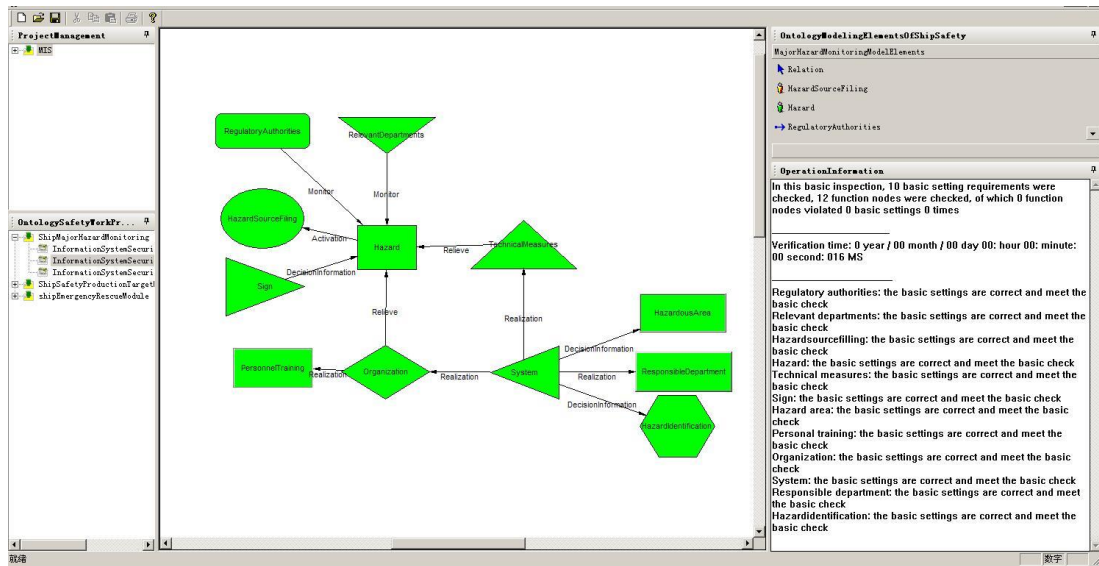 ProjectManagement
MIS
OntologySafetyWorkPr...
ShipMajorHazardMonitoring
InformationSystemSecuri
InformationSystemSecuri
InformationSystemSecuri
ShipSafetyProductionTarget
shipEmergencyRescueModule
RegulatoryAuthorities
RelevantDepartments
Monitor
Monitor
HazardSourceFiling
Activation
Hazard
Relieve
TechnicalMeasures
DecisionInformation
Sign
Relieve
Realization
HazardousArea
DecisionInformation
PersonnelTraining
Realization
Organization
Realization
System
Realization
ResponsibleDepartment
DecisionInformation
HazardIdentification
OntologyModelingElementsOfShipSafety
MajorHazardMonitoringModelElements
Relation
HazardSourceFiling
Hazard
RegulatoryAuthorities
OperationInformation
In this basic inspection, 10 basic setting requirements were
checked, 12 function nodes were checked, of which 0 function
nodes violated 0 basic settings 0 times
Verification time: 0 year / 00 month / 00 day 00: hour 00: minute:
00 second: 016 MS
Regulatory authorities: the basic settings are correct and meet the
basic check
Relevant departments: the basic settings are correct and meet the
basic check
Hazardsourcefilling: the basic settings are correct and meet the
basic check
Hazard: the basic settings are correct and meet the basic check
Technical measures: the basic settings are correct and meet the
basic check
Sign: the basic settings are correct and meet the basic check
Hazard area: the basic settings are correct and meet the basic
check
Personal training: the basic settings are correct and meet the
basic check
Organization: the basic settings are correct and meet the basic
check
System: the basic settings are correct and meet the basic check
Responsible department: the basic settings are correct and meet
the basic check
Hazardidentification: the basic settings are correct and meet the
basic check
就绪
数字